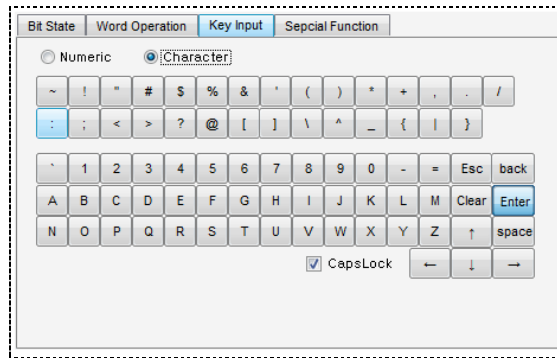 Bit State Word Operation Key Input Sepcial Function
Numeric Character
~ ! " # $ % & ' ( ) * + , . /
: ; < > ? @ [ ] \ ^ _ { | }
` 1 2 3 4 5 6 7 8 9 0 - = Esc back
A B C D E F G H I J K L M Clear Enter
N O P Q R S T U V W X Y Z ↑ space
CapsLock ← ↓ →